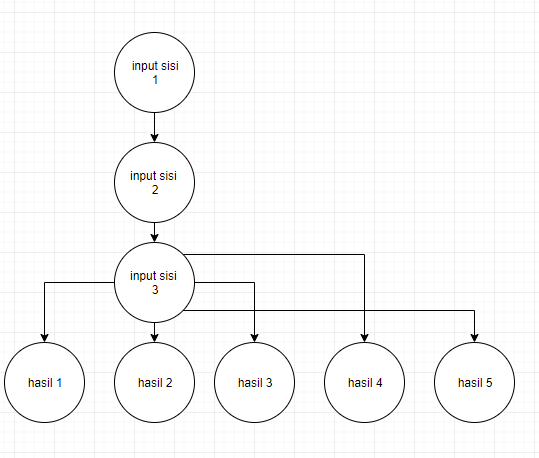 input sisi
1
input sisi
2
input sisi
3
hasil 1
hasil 2
hasil 3
hasil 4
hasil 5